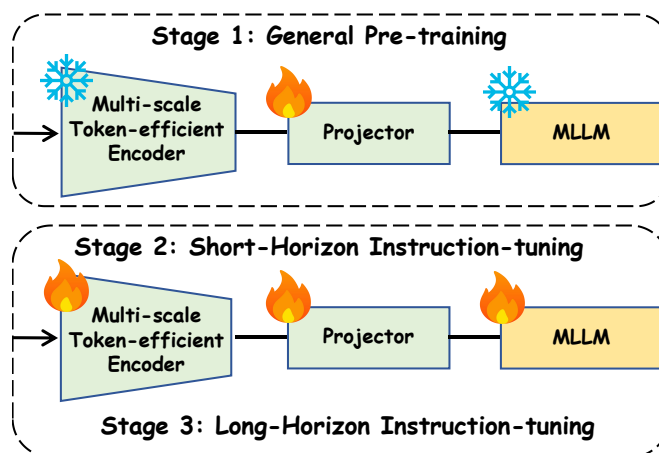 Stage 1: General Pre-training
Multi-scale
Token-efficient
Encoder
Projector
MLLM
Stage 2: Short-Horizon Instruction-tuning
Multi-scale
Token-efficient
Encoder
Projector
MLLM
Stage 3: Long-Horizon Instruction-tuning